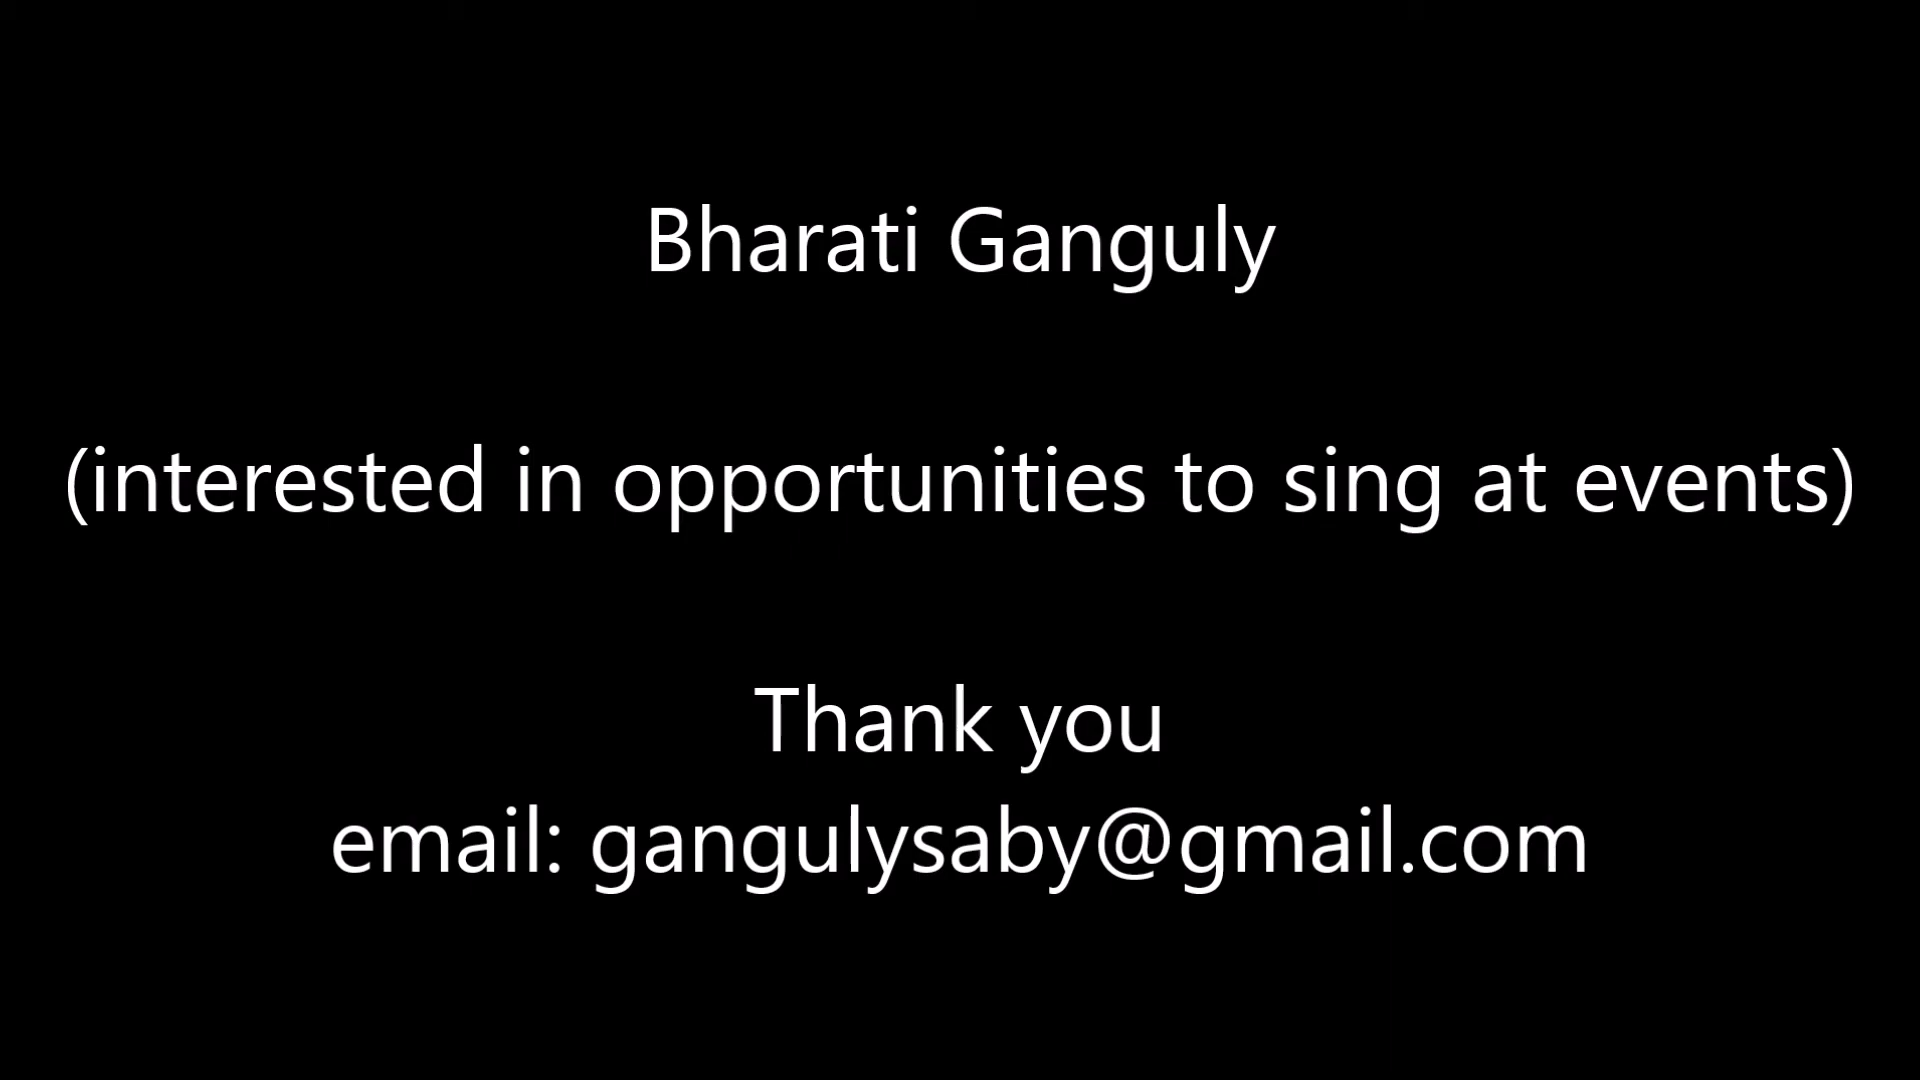 Bharati Ganguly
(interested in opportunities to sing at events)
Thank you
email: gangulysaby@gmail.com